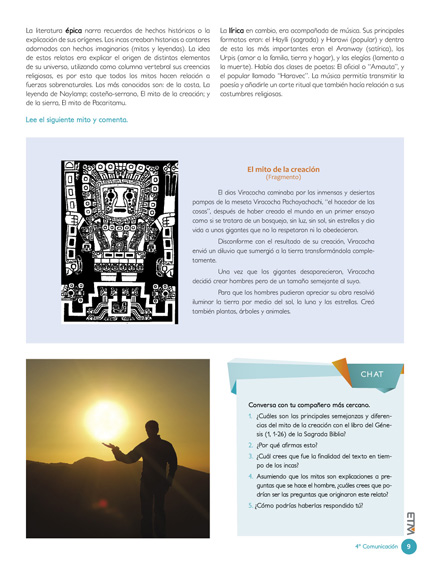 La literatura épica narra recuerdos de hechos históricos o la
explicación de sus orígenes. Los incas creaban historias o cantares
adornados con hechos imaginarios (mitos y leyendas). La idea
de estos relatos era explicar el origen de distintos elementos
de su universo, utilizando como columna vertebral sus creencias
religiosas, es por esto que todos los mitos hacen relación a
fuerzas sobrenaturales. Los más conocidos son: de la costa, La
leyenda de Naylamp; costeño-serrano, El mito de la creación; y
de la sierra, El mito de Pacaritamu.
La lírica en cambio, era acompañada de música. Sus principales
formatos eran: el Haylli (sagrada) y Harawi (popular) y dentro
de esta las más importantes eran el Aranway (satírica), los
Urpis (amor a la familia, tierra y hogar), y las elegías (lamento a
la muerte). Había dos clases de poetas: El oficial o "Amauta", y
el popular llamado "Haravec". La música permitía transmitir la
poesía y añadirle un corte ritual que también hacía relación a sus
costumbres religiosas.
Lee el siguiente mito y comenta.
El mito de la creación
(Fragmento)
El dios Viracocha caminaba por las inmensas y desiertas
pampas de la meseta Viracocha Pachayachachi, "el hacedor de las
cosas", después de haber creado el mundo en un primer ensayo
como si se tratara de un bosquejo, sin luz, sin sol, sin estrellas y dio
vida a unos gigantes que no lo respetaron ni lo obedecieron.
Disconforme con el resultado de su creación, Viracocha
envió un diluvio que sumergió a la tierra transformándola comple-
tamente.
Una vez que los gigantes desaparecieron, Viracocha
decidió crear hombres pero de un tamaño semejante al suyo.
Para que los hombres pudieran apreciar su obra resolvió
iluminar la tierra por medio del sol, la luna y las estrellas. Creó
también plantas, árboles y animales.
CHAT
Conversa con tu compañero más cercano.
1. ¿Cuáles son las principales semejanzas y diferen-
cias del mito de la creación con el libro del Géne-
sis (1, 1-26) de la Sagrada Biblia?
2. ¿Por qué afirmas esto?
3. ¿Cuál crees que fue la finalidad del texto en tiem-
po de los incas?
4. Asumiendo que los mitos son explicaciones a pre-
guntas que se hace el hombre, ¿cuáles crees que po-
drían ser las preguntas que originaron este relato?
5. ¿Cómo podrías haberlas respondido tú?
ETM
4° Comunicación 9